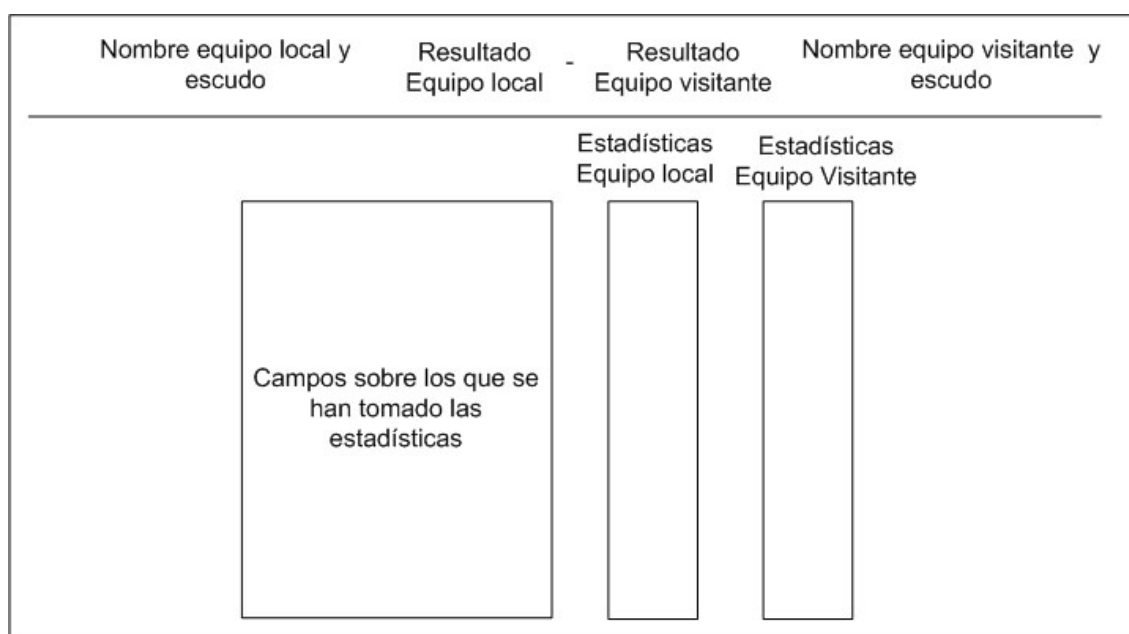 Nombre equipo local y
escudo
Resultado
Equipo local
-
Resultado
Equipo visitante
Nombre equipo visitante y
escudo
Estadísticas
Equipo local
Estadísticas
Equipo Visitante
Campos sobre los que se
han tomado las
estadísticas